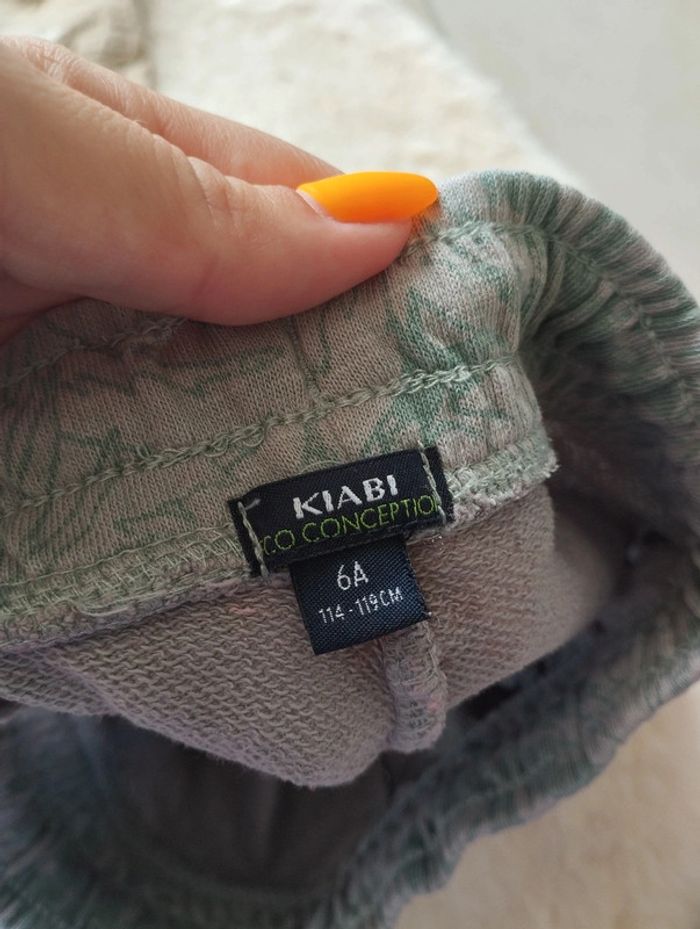 KIABI
CO CONCEPTIO
6A
114-119CM